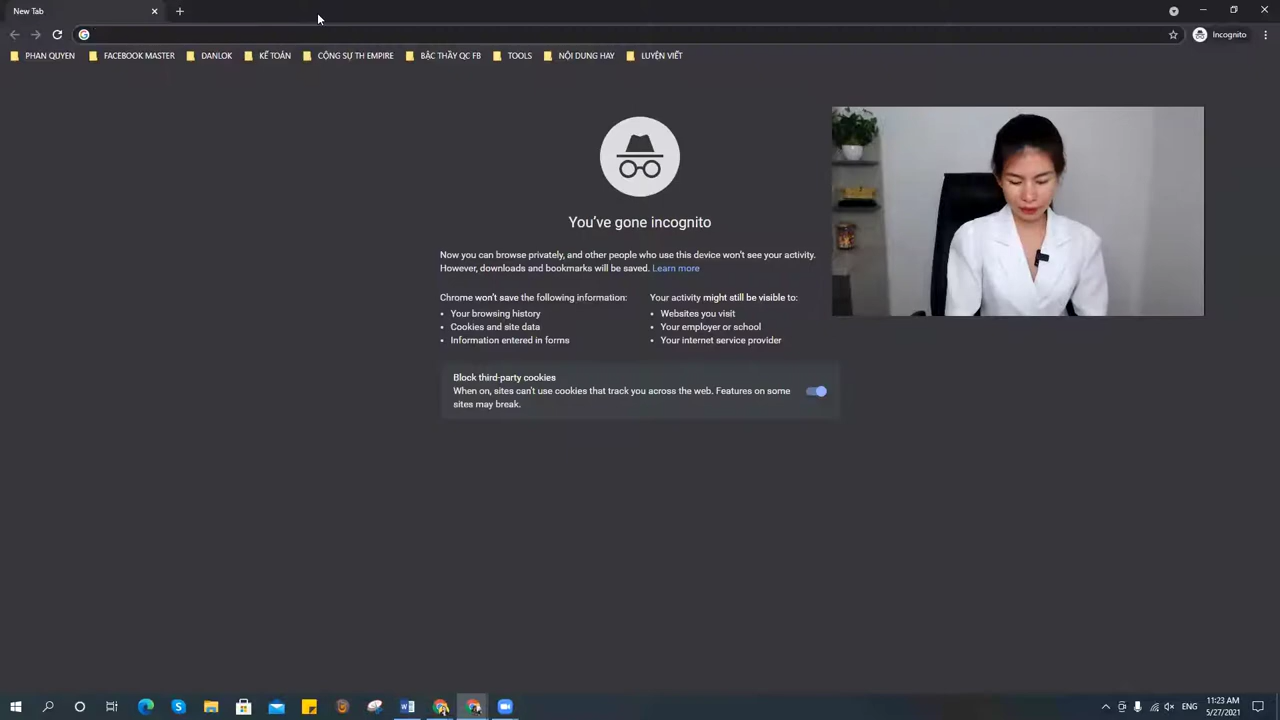 New Tab
Incognito
PHAN QUYEN
FACEBOOK MASTER
DANLOK
KẾ TOÁN
CỘNG SỰ TH EMPIRE
BẬC THẦY QC FB
TOOLS
NỘI DUNG HAY
LUYỆN VIẾT
You've gone incognito
Now you can browse privately, and other people who use this device won't see your activity.
However, downloads and bookmarks will be saved. Learn more
Chrome won't save the following information:
• Your browsing history
• Cookies and site data
• Information entered in forms
Your activity might still be visible to:
• Websites you visit
• Your employer or school
• Your internet service provider
Block third-party cookies
When on, sites can't use cookies that track you across the web. Features on some
sites may break.
ENG
11:23 AM
5/27/2021